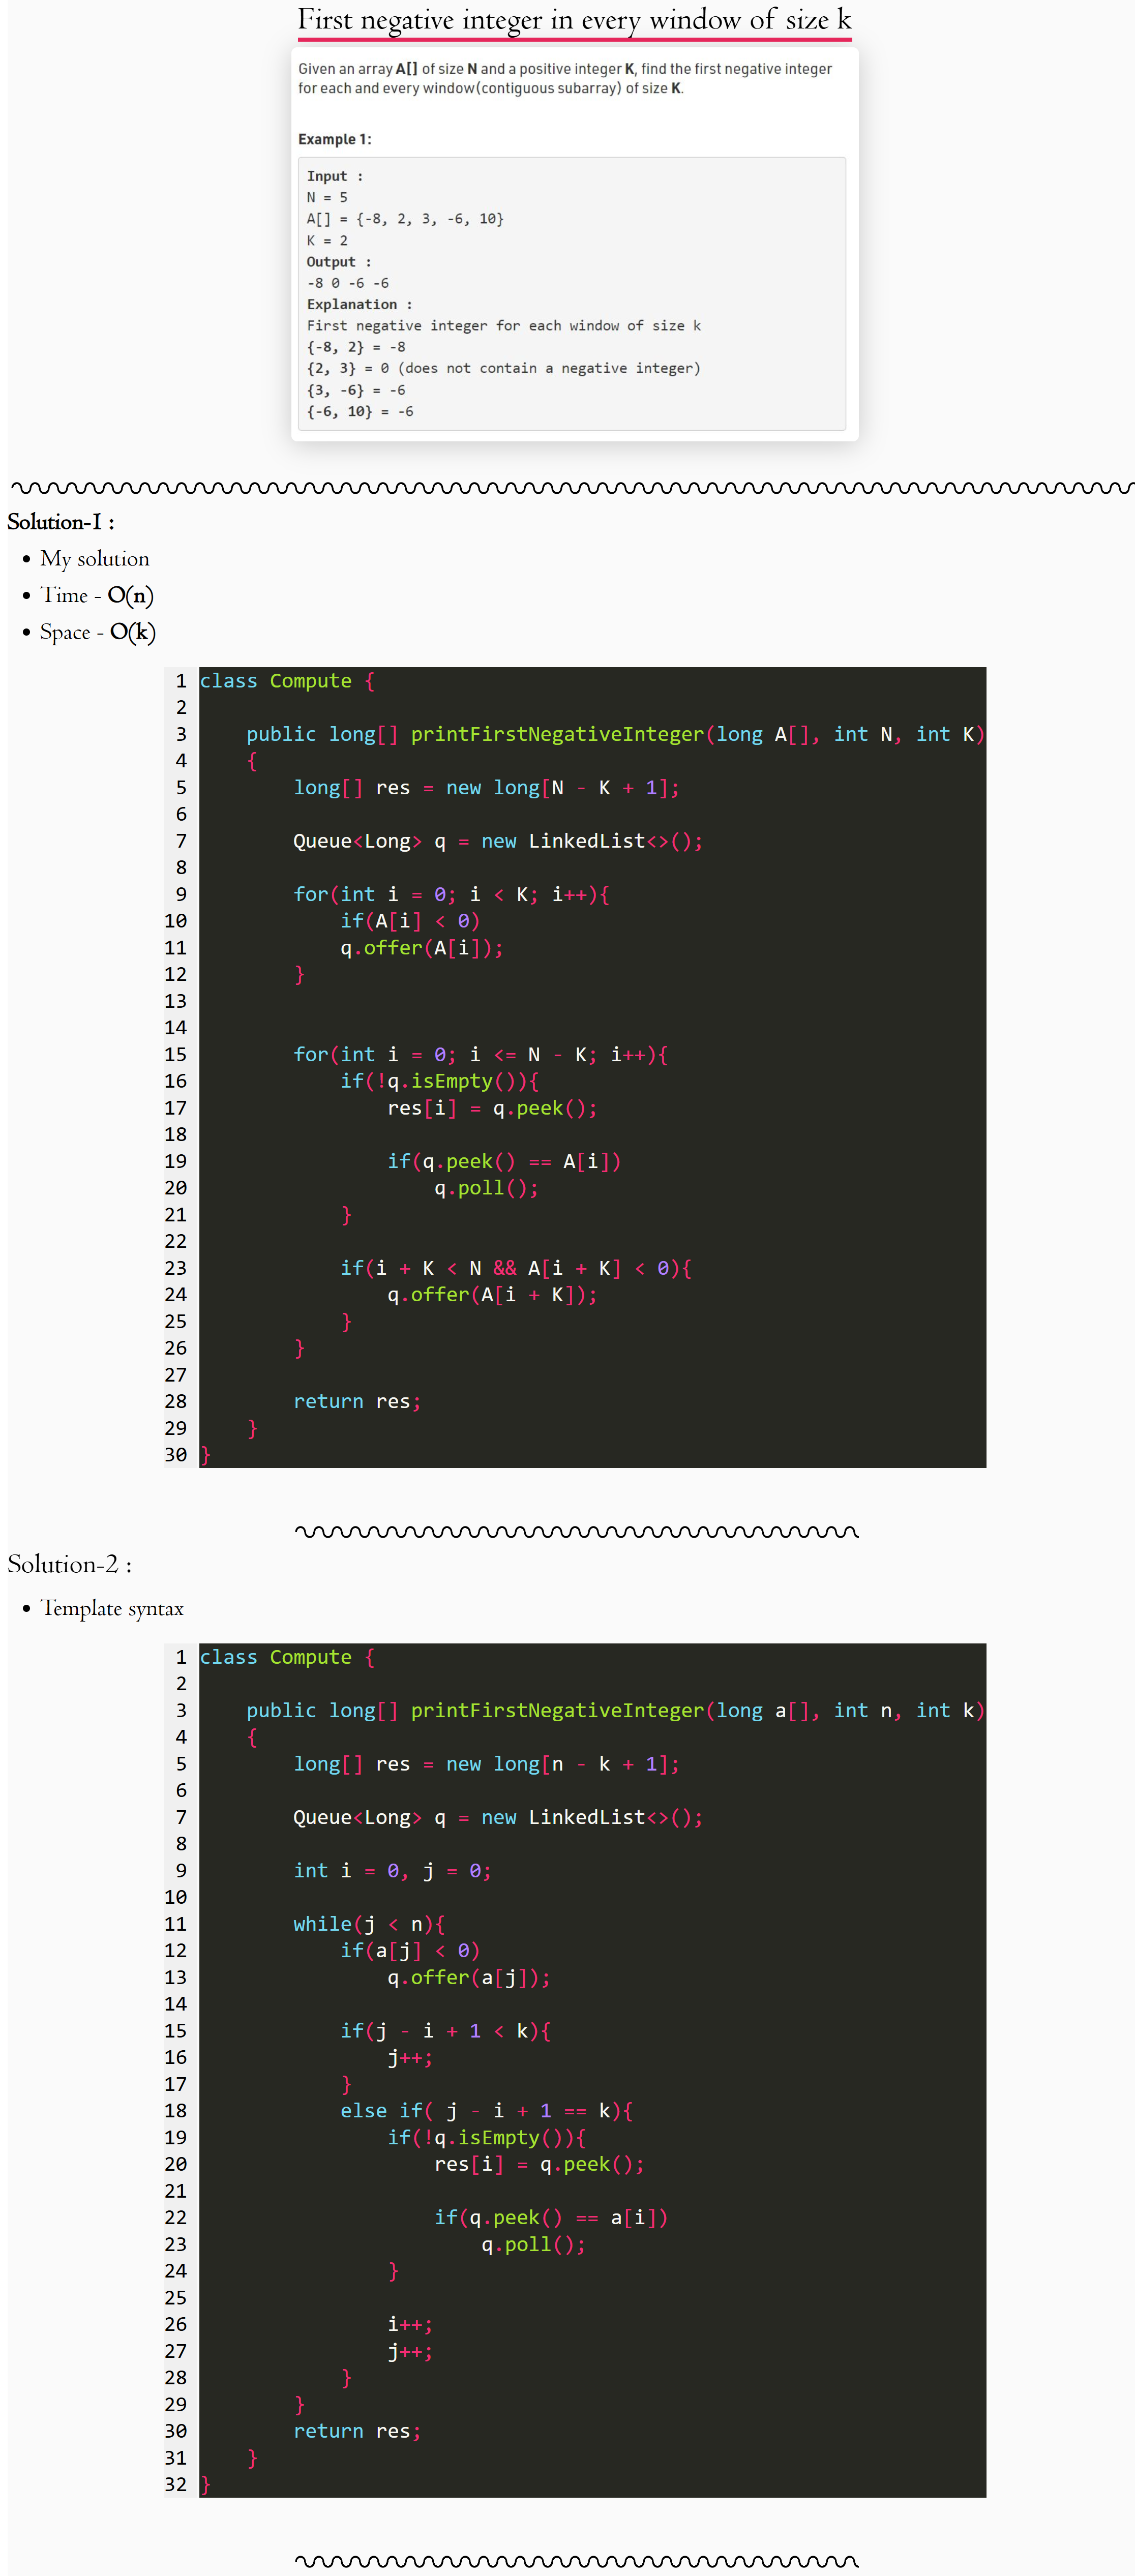 First negative integer in every window of size k
Given an array A[] of size N and a positive integer K, find the first negative integer
for each and every window(contiguous subarray) of size K.
Example 1:
Input :
N = 5
A[] = {-8, 2, 3, -6, 10}
K = 2
Output :
-8 0 -6 -6
Explanation :
First negative integer for each window of size k
{-8, 2} = -8
{2, 3} = 0 (does not contain a negative integer)
{3, -6} = -6
{-6, 10} = -6
Solution-1 :
• My solution
• Time - O(n)
• Space - O(k)
1 class Compute {
2
3     public long[] printFirstNegativeInteger(long A[], int N, int K)
4     {
5         long[] res = new long[N - K + 1];
6
7         Queue<Long> q = new LinkedList<>();
8
9         for(int i = 0; i < K; i++){
10             if(A[i] < 0)
11             q.offer(A[i]);
12         }
13
14
15         for(int i = 0; i <= N - K; i++){
16             if(!q.isEmpty()){
17                 res[i] = q.peek();
18
19                 if(q.peek() == A[i])
20                     q.poll();
21             }
22
23             if(i + K < N && A[i + K] < 0){
24                 q.offer(A[i + K]);
25             }
26         }
27
28         return res;
29     }
30 }
Solution-2 :
• Template syntax
1 class Compute {
2
3     public long[] printFirstNegativeInteger(long a[], int n, int k)
4     {
5         long[] res = new long[n - k + 1];
6
7         Queue<Long> q = new LinkedList<>();
8
9         int i = 0, j = 0;
10
11         while(j < n){
12             if(a[j] < 0)
13                 q.offer(a[j]);
14
15             if(j - i + 1 < k){
16                 j++;
17             }
18             else if( j - i + 1 == k){
19                 if(!q.isEmpty()){
20                     res[i] = q.peek();
21
22                     if(q.peek() == a[i])
23                         q.poll();
24                 }
25
26                 i++;
27                 j++;
28             }
29         }
30         return res;
31     }
32 }